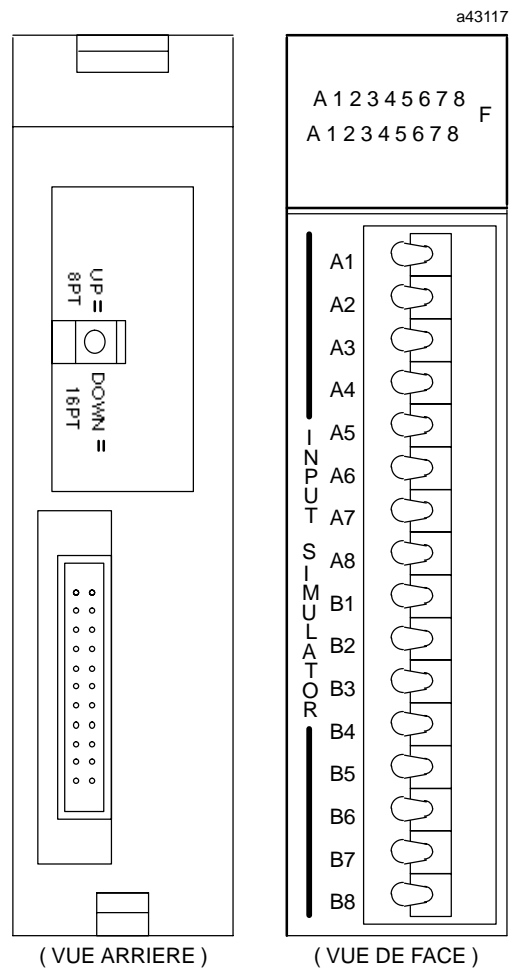 a43117
A 1 2 3 4 5 6 7 8
F
A 1 2 3 4 5 6 7 8
UP =
8PT
DOWN =
16PT
INPUT SIMULATOR
A1
A2
A3
A4
A5
A6
A7
A8
B1
B2
B3
B4
B5
B6
B7
B8
( VUE ARRIERE )
( VUE DE FACE )